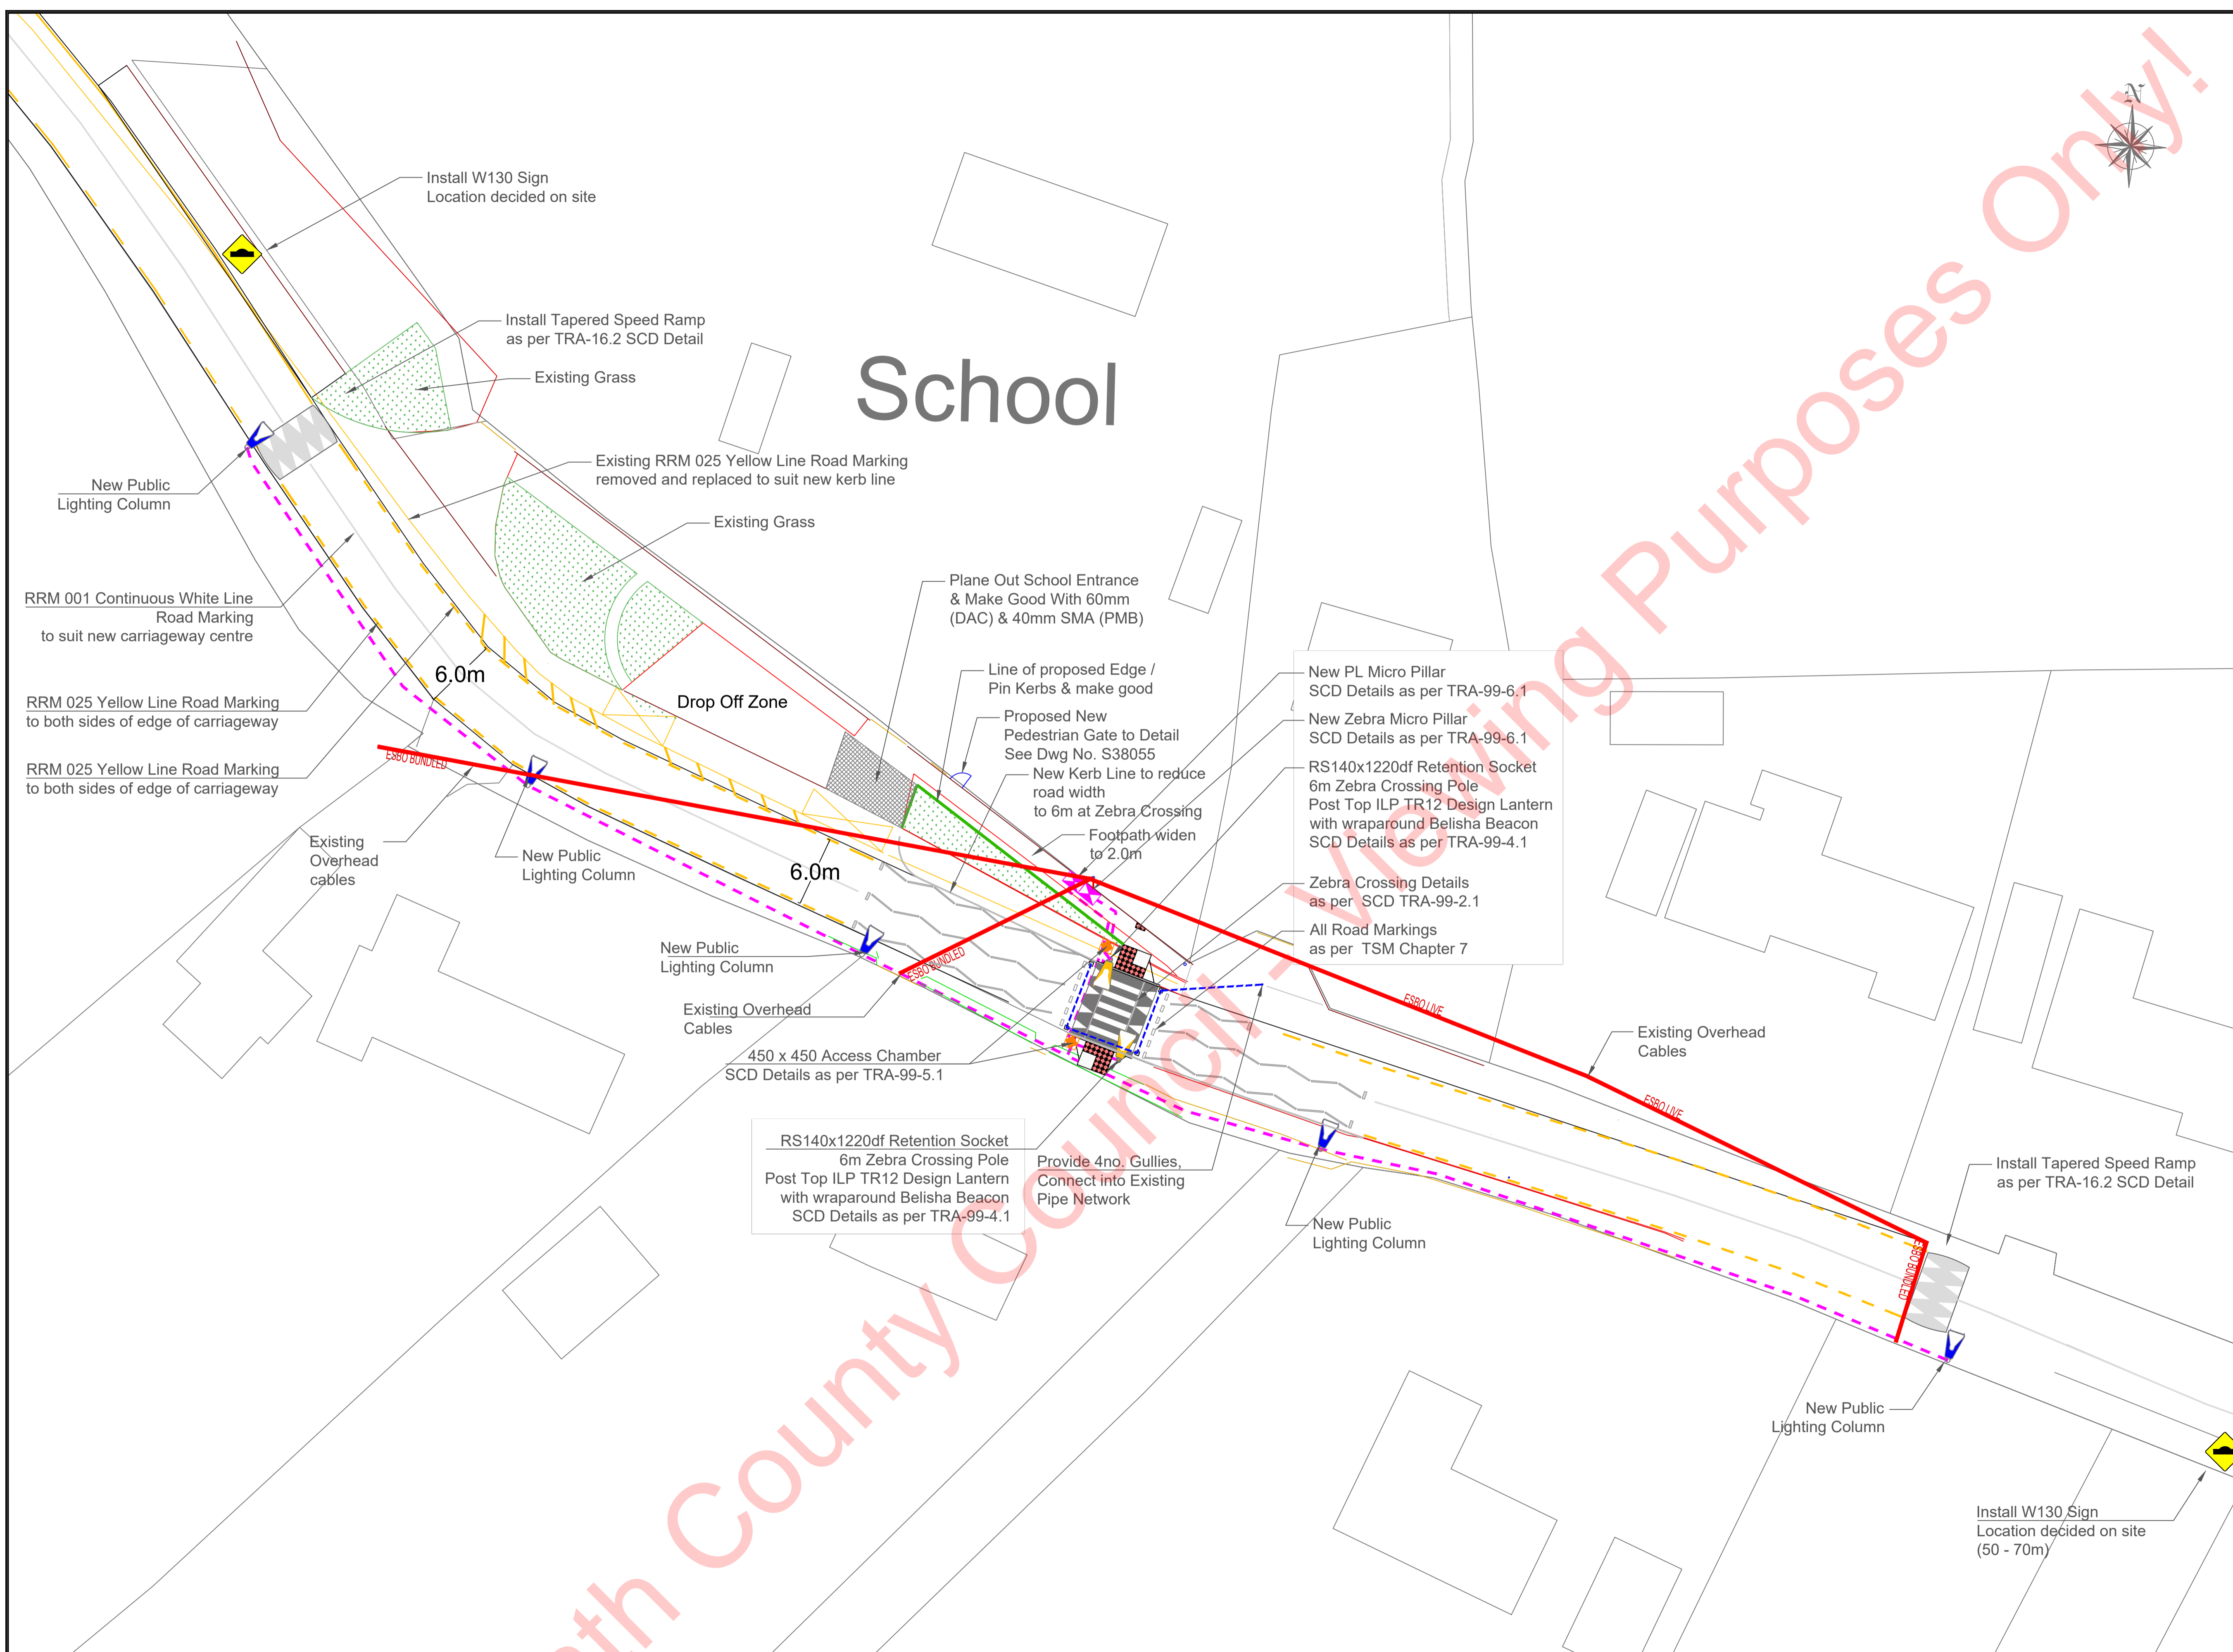 N
Install W130 Sign
Location decided on site
Install Tapered Speed Ramp
as per TRA-16.2 SCD Detail
Existing Grass
School
Existing RRM 025 Yellow Line Road Marking
removed and replaced to suit new kerb line
New Public
Lighting Column
Existing Grass
Plane Out School Entrance
& Make Good With 60mm
(DAC) & 40mm SMA (PMB)
RRM 001 Continuous White Line
Road Marking
to suit new carriageway centre
6.0m
Line of proposed Edge /
Pin Kerbs & make good
Drop Off Zone
RRM 025 Yellow Line Road Marking
to both sides of edge of carriageway
Proposed New
Pedestrian Gate to Detail
See Dwg No. S38055
New Kerb Line to reduce
road width
to 6m at Zebra Crossing
RRM 025 Yellow Line Road Marking
to both sides of edge of carriageway
ESBO BUNDLED
Footpath widen
to 2.0m
New PL Micro Pillar
SCD Details as per TRA-99-6.1
New Zebra Micro Pillar
SCD Details as per TRA-99-6.1
RS140x1220df Retention Socket
6m Zebra Crossing Pole
Post Top ILP TR12 Design Lantern
with wraparound Belisha Beacon
SCD Details as per TRA-99-4.1
Zebra Crossing Details
as per SCD TRA-99-2.1
All Road Markings
as per TSM Chapter 7
Existing
Overhead
cables
New Public
Lighting Column
6.0m
New Public
Lighting Column
ESBO BUNDLED
Existing Overhead
Cables
450 x 450 Access Chamber
SCD Details as per TRA-99-5.1
ESBO LIVE
Existing Overhead
Cables
ESBO LIVE
RS140x1220df Retention Socket
6m Zebra Crossing Pole
Post Top ILP TR12 Design Lantern
with wraparound Belisha Beacon
SCD Details as per TRA-99-4.1
Provide 4no. Gullies,
Connect into Existing
Pipe Network
New Public
Lighting Column
Install Tapered Speed Ramp
as per TRA-16.2 SCD Detail
ESBO BUNDLED
New Public
Lighting Column
Install W130 Sign
Location decided on site
(50 - 70m)
County Council - Viewing Purposes Only!